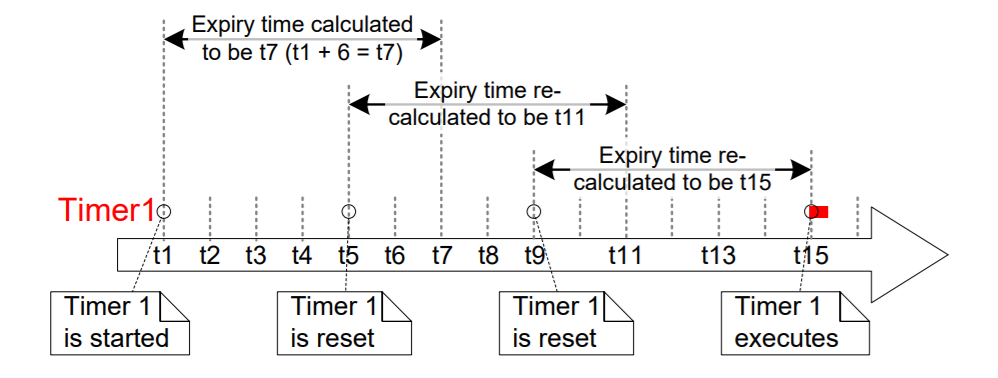 Expiry time calculated
to be t7 (t1 + 6 = t7)
Expiry time re-
calculated to be t11
Expiry time re-
calculated to be t15
Timer1
t1 t2 t3 t4 t5 t6 t7 t8 t9 t11 t13 t15
Timer 1
is started
Timer 1
is reset
Timer 1
is reset
Timer 1
executes